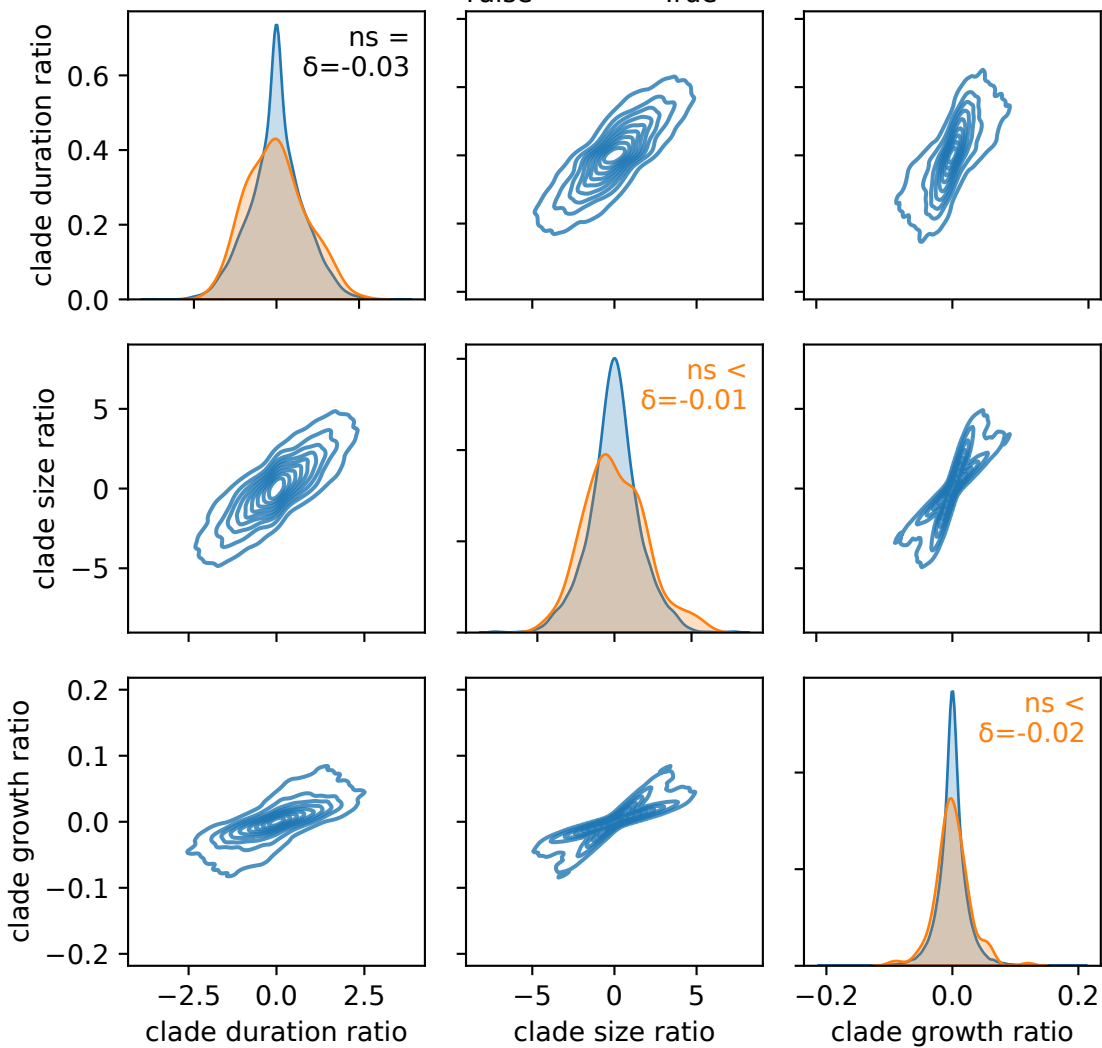 clade duration ratio
0.6
0.4
0.2
0.0
ns =
δ=-0.03
clade size ratio
5
0
−5
ns <
δ=-0.01
clade growth ratio
0.2
0.1
0.0
−0.1
−0.2
ns <
δ=-0.02
−2.5 0.0 2.5
clade duration ratio
−5 0 5
clade size ratio
−0.2 0.0 0.2
clade growth ratio